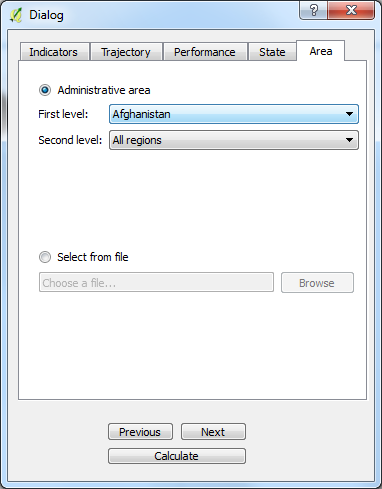 Dialog
Indicators Trajectory Performance State Area
Administrative area
First level: Afghanistan
Second level: All regions
Select from file
Choose a file... Browse
Previous Next
Calculate